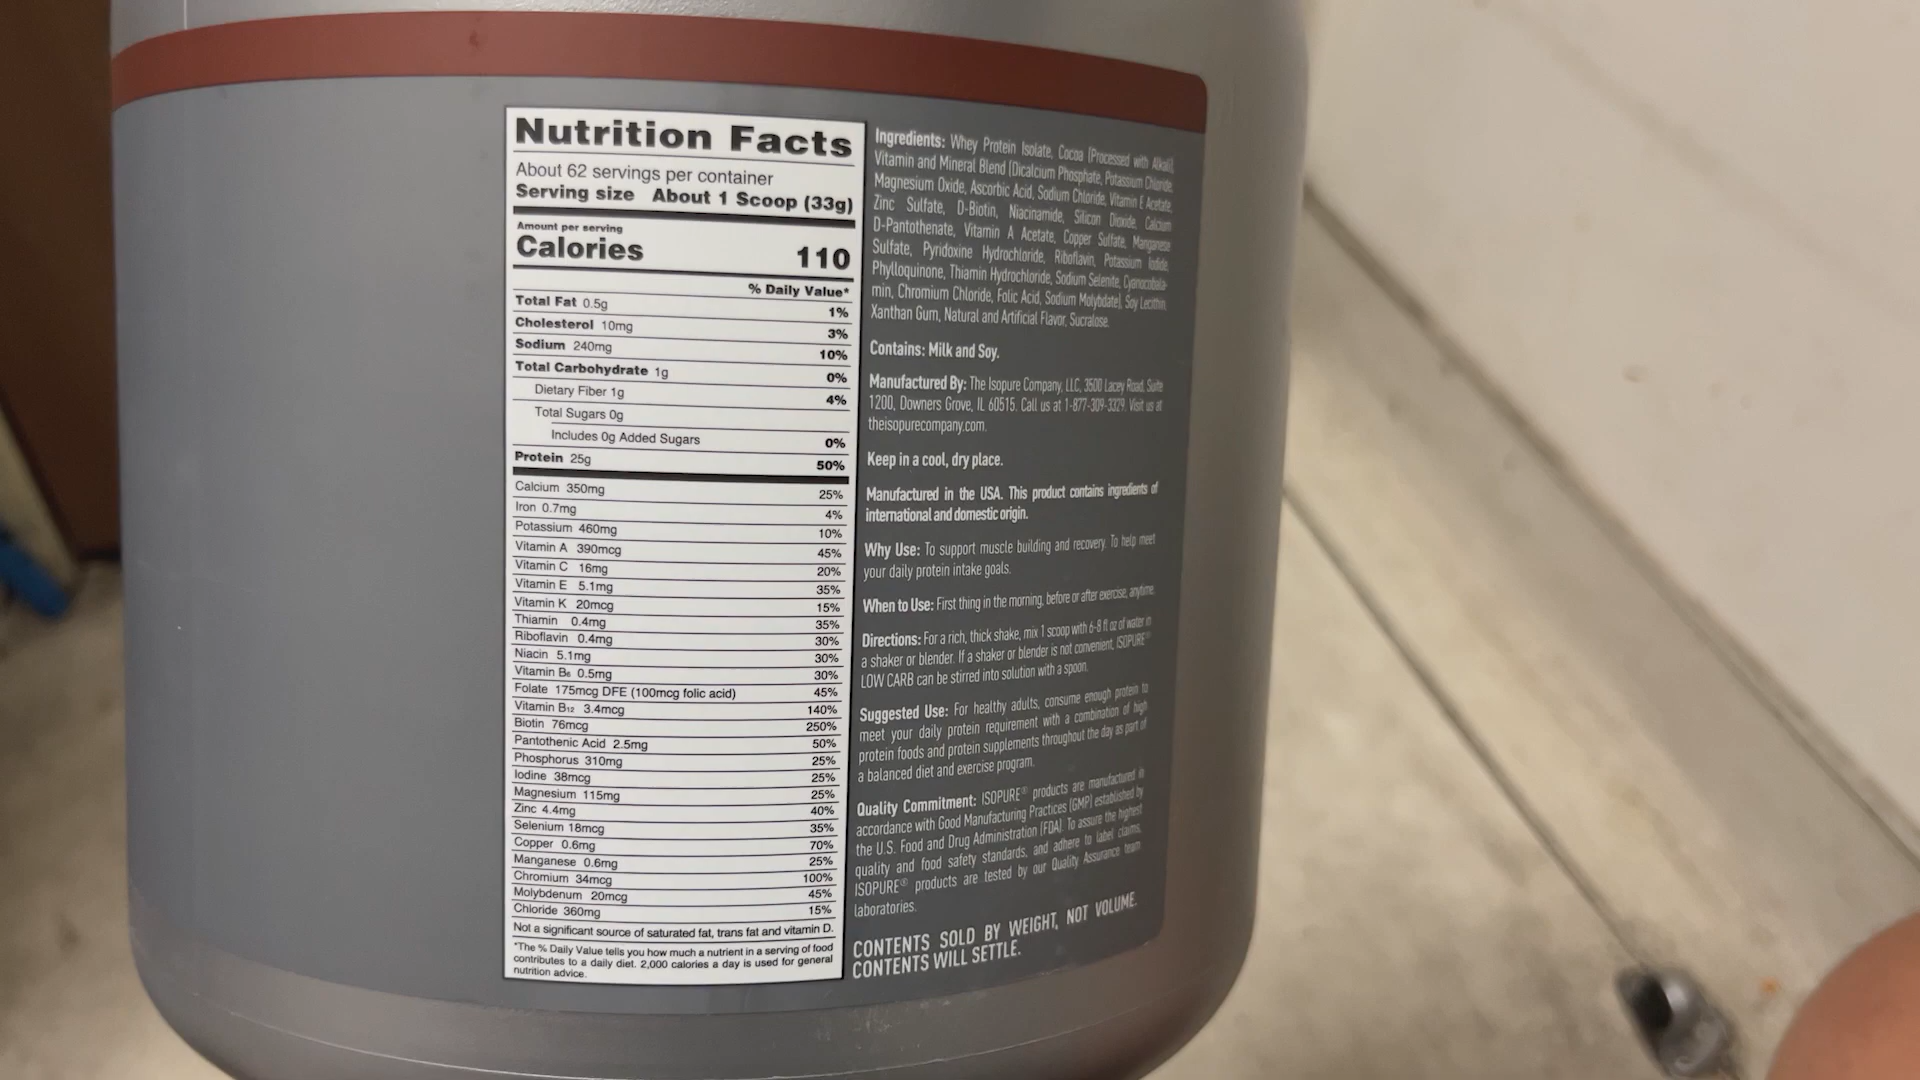 Nutrition Facts
About 62 servings per container
Serving size About 1 Scoop (33g)
Amount per serving
Calories 110
% Daily Value*
Total Fat 0.5g 1%
Cholesterol 10mg 3%
Sodium 240mg 10%
Total Carbohydrate 1g 0%
Dietary Fiber 1g 4%
Total Sugars 0g
Includes 0g Added Sugars 0%
Protein 25g 50%
Calcium 350mg 25%
Iron 0.7mg 4%
Potassium 460mg 10%
Vitamin A 390mcg 45%
Vitamin C 16mg 20%
Vitamin E 5.1mg 35%
Vitamin K 20mcg 15%
Thiamin 0.4mg 35%
Riboflavin 0.4mg 30%
Niacin 5.1mg 30%
Vitamin B₆ 0.5mg 30%
Folate 175mcg DFE (100mcg folic acid) 45%
Vitamin B₁₂ 3.4mcg 140%
Biotin 76mcg 250%
Pantothenic Acid 2.5mg 50%
Phosphorus 310mg 25%
Iodine 38mcg 25%
Magnesium 115mg 25%
Zinc 4.4mg 40%
Selenium 18mcg 35%
Copper 0.6mg 70%
Manganese 0.6mg 25%
Chromium 34mcg 100%
Molybdenum 20mcg 45%
Chloride 360mg 15%
Not a significant source of saturated fat, trans fat and vitamin D.
*The % Daily Value tells you how much a nutrient in a serving of food
contributes to a daily diet. 2,000 calories a day is used for general
nutrition advice.
Ingredients: Whey Protein Isolate, Cocoa (Processed with Alkali),
Vitamin and Mineral Blend (Dicalcium Phosphate, Potassium Chloride,
Magnesium Oxide, Ascorbic Acid, Sodium Chloride, Vitamin E Acetate,
Zinc Sulfate, D-Biotin, Niacinamide, Silicon Dioxide, Calcium
D-Pantothenate, Vitamin A Acetate, Copper Sulfate, Manganese
Sulfate, Pyridoxine Hydrochloride, Riboflavin, Potassium Iodide,
Phylloquinone, Thiamin Hydrochloride, Sodium Selenite, Cyanocobala-
min, Chromium Chloride, Folic Acid, Sodium Molybdate), Soy Lecithin,
Xanthan Gum, Natural and Artificial Flavor, Sucralose.
Contains: Milk and Soy.
Manufactured By: The Isopure Company, LLC, 3500 Lacey Road, Suite
1200, Downers Grove, IL 60515. Call us at 1-877-309-3329. Visit us at
theisopurecompany.com.
Keep in a cool, dry place.
Manufactured in the USA. This product contains ingredients of
international and domestic origin.
Why Use: To support muscle building and recovery. To help meet
your daily protein intake goals.
When to Use: First thing in the morning, before or after exercise, anytime.
Directions: For a rich, thick shake, mix 1 scoop with 6-8 fl oz of water in
a shaker or blender. If a shaker or blender is not convenient, ISOPURE®
LOW CARB can be stirred into solution with a spoon.
Suggested Use: For healthy adults, consume enough protein to
meet your daily protein requirement with a combination of high
protein foods and protein supplements throughout the day as part of
a balanced diet and exercise program.
Quality Commitment: ISOPURE® products are manufactured in
accordance with Good Manufacturing Practices (GMP) established by
the U.S. Food and Drug Administration (FDA). To assure the highest
quality and food safety standards, and adhere to label claims,
ISOPURE® products are tested by our Quality Assurance team
laboratories.
CONTENTS SOLD BY WEIGHT, NOT VOLUME.
CONTENTS WILL SETTLE.